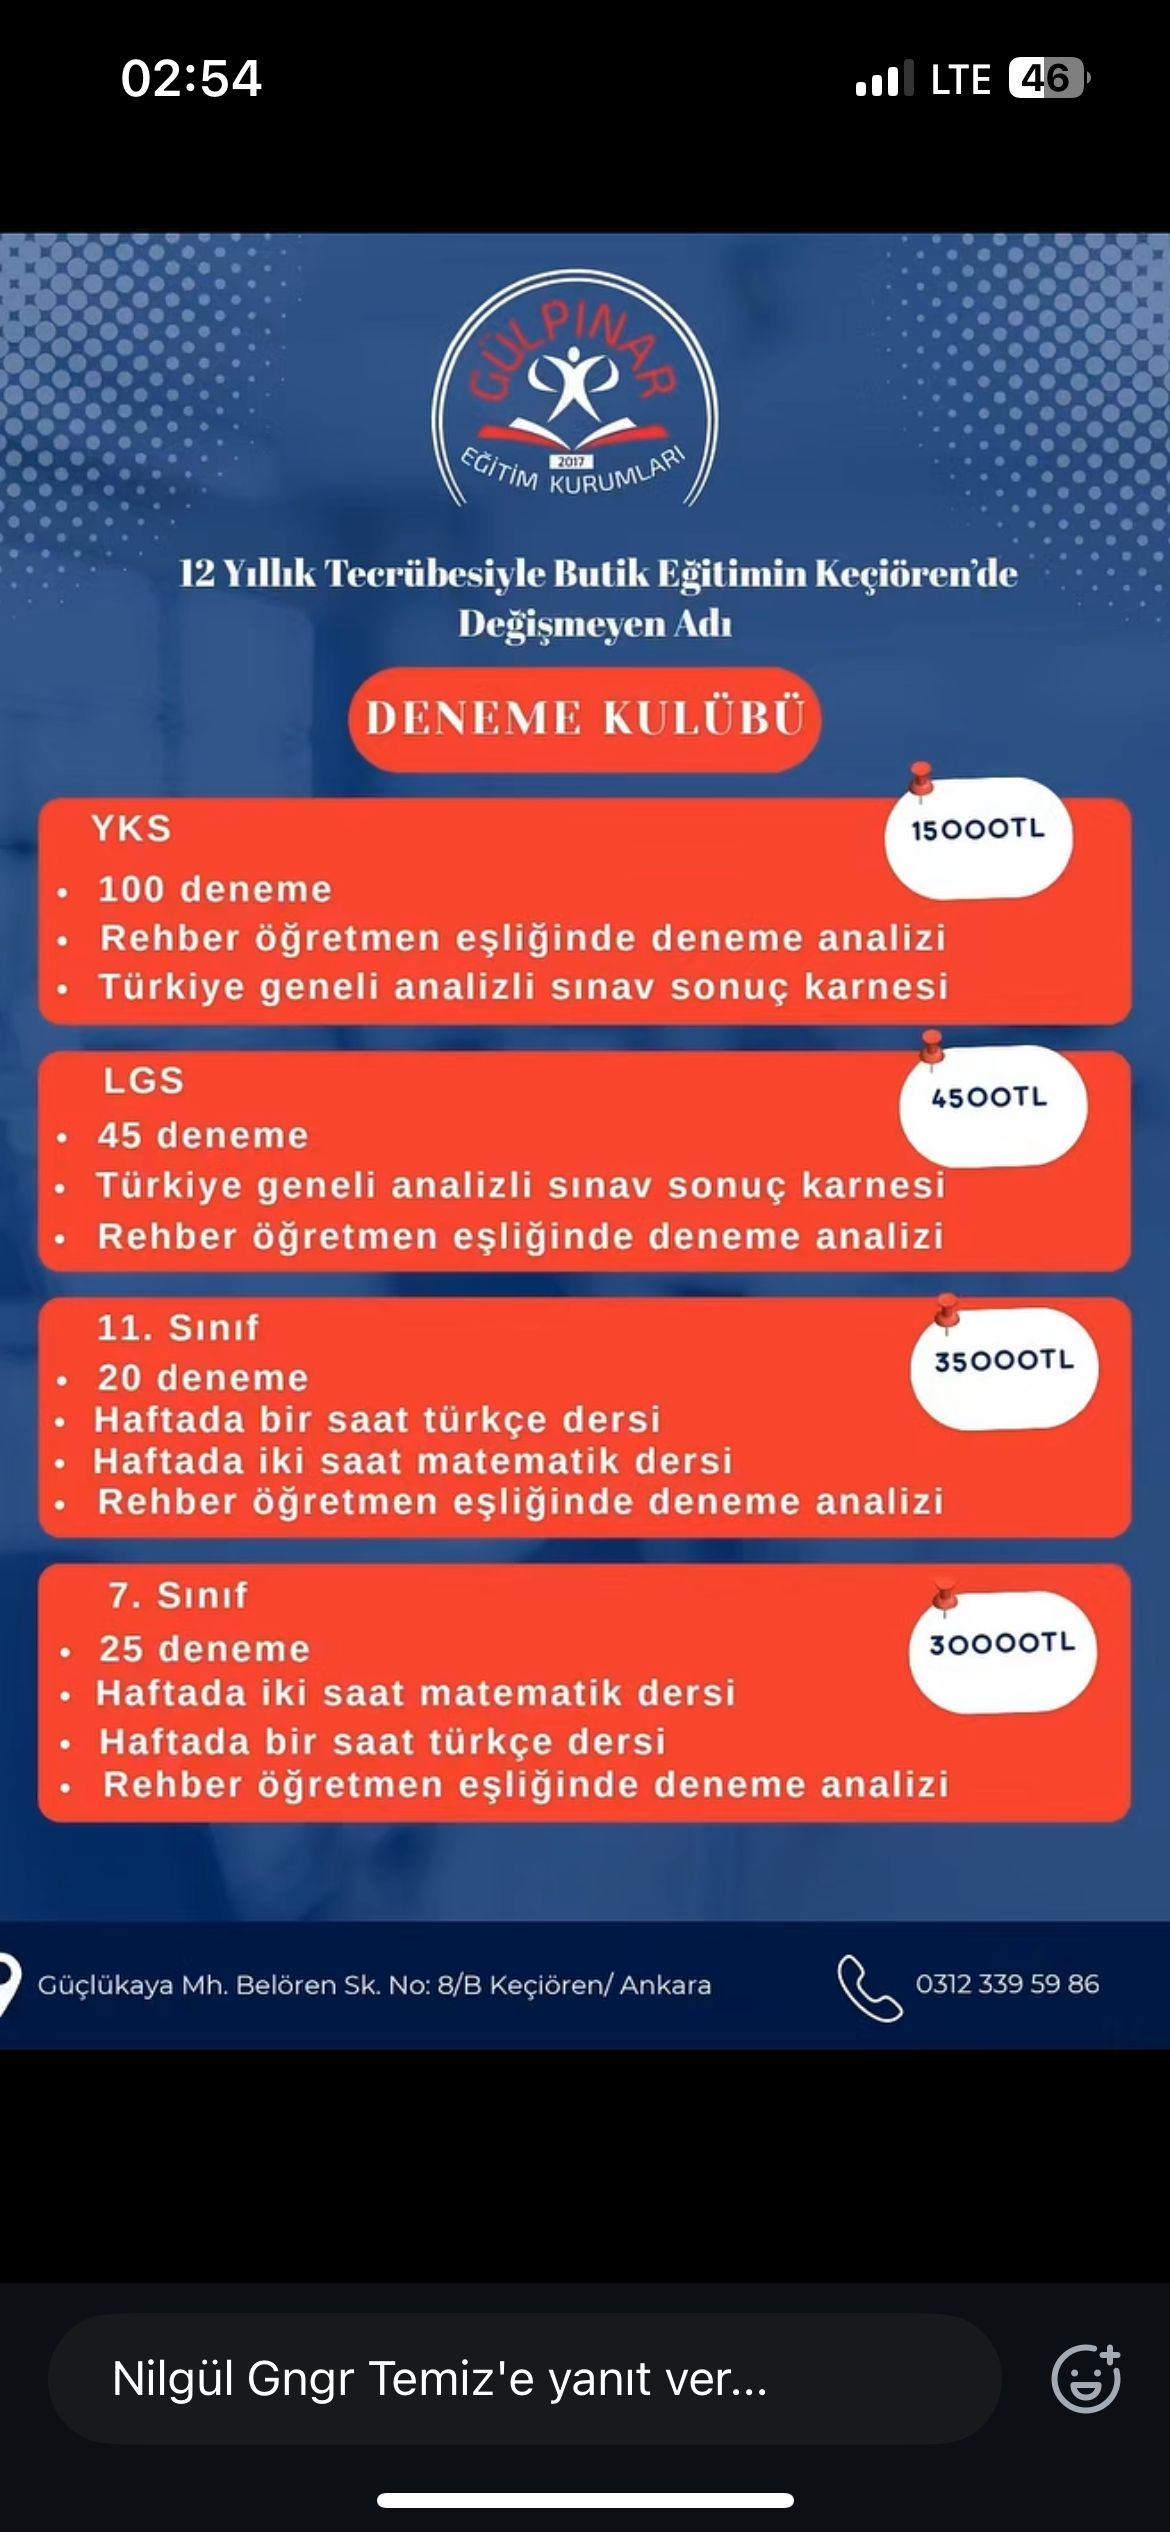 02:54
LTE 46
GÜLPINAR
2017
EĞİTİM KURUMLARI
12 Yıllık Tecrübesiyle Butik Eğitimin Keçiören’de
Değişmeyen Adı
DENEME KULÜBÜ
YKS
15000TL
• 100 deneme
• Rehber öğretmen eşliğinde deneme analizi
• Türkiye geneli analizli sınav sonuç karnesi
LGS
4500TL
• 45 deneme
• Türkiye geneli analizli sınav sonuç karnesi
• Rehber öğretmen eşliğinde deneme analizi
11. Sınıf
35000TL
• 20 deneme
• Haftada bir saat türkçe dersi
• Haftada iki saat matematik dersi
• Rehber öğretmen eşliğinde deneme analizi
7. Sınıf
30000TL
• 25 deneme
• Haftada iki saat matematik dersi
• Haftada bir saat türkçe dersi
• Rehber öğretmen eşliğinde deneme analizi
Güçlükaya Mh. Belören Sk. No: 8/B Keçiören/ Ankara
0312 339 59 86
Nilgül Gngr Temiz'e yanıt ver...